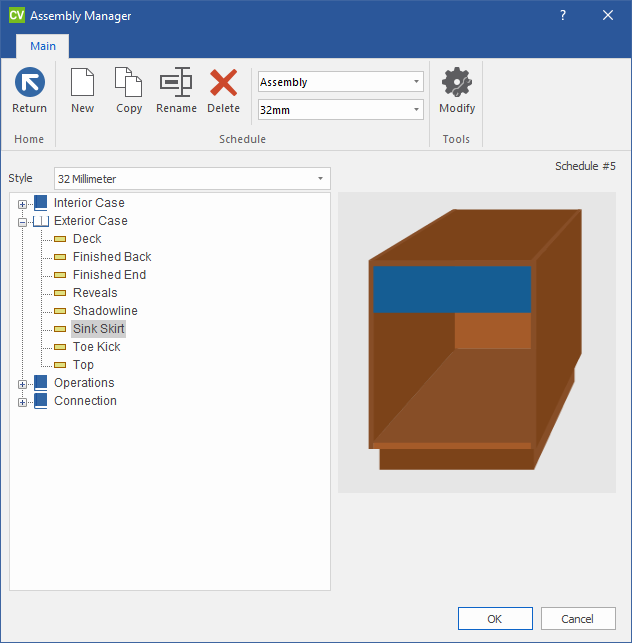 CV Assembly Manager ?
Main
Return New Copy Rename Delete Modify
Assembly
32mm
Home Schedule Tools
Schedule #5
Style 32 Millimeter
Interior Case
Exterior Case
Deck
Finished Back
Finished End
Reveals
Shadowline
Sink Skirt
Toe Kick
Top
Operations
Connection
OK Cancel